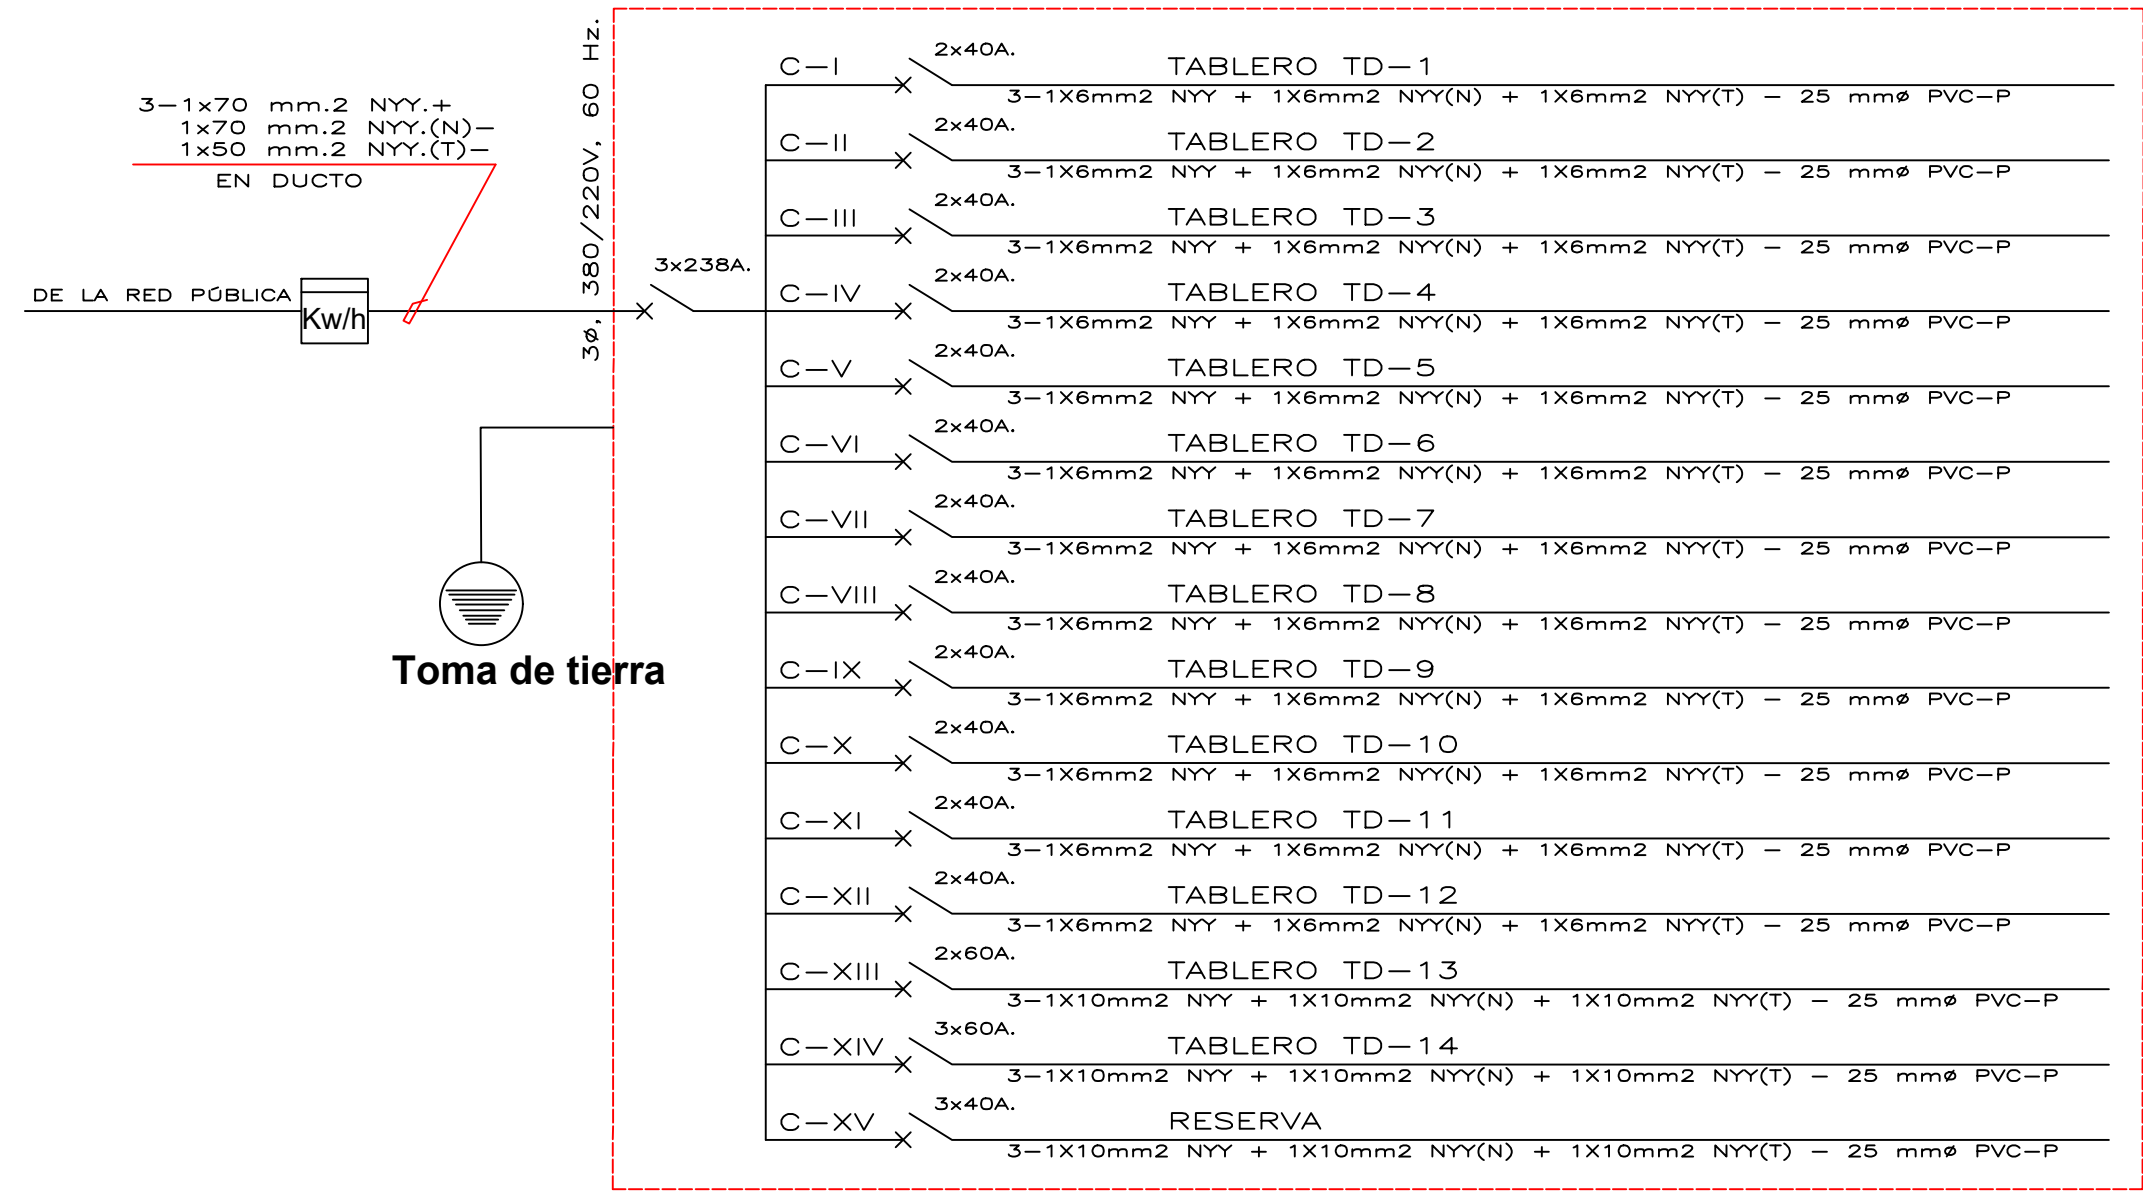 3-1x70 mm.2 NYY.+
1x70 mm.2 NYY.(N)-
1x50 mm.2 NYY.(T)-
EN DUCTO
DE LA RED PÚBLICA
Kw/h
3ø, 380/220V, 60 Hz.
3x238A.
Toma de tierra
C-I 2x40A. TABLERO TD-1
3-1X6mm2 NYY + 1X6mm2 NYY(N) + 1X6mm2 NYY(T) - 25 mmø PVC-P
C-II 2x40A. TABLERO TD-2
3-1X6mm2 NYY + 1X6mm2 NYY(N) + 1X6mm2 NYY(T) - 25 mmø PVC-P
C-III 2x40A. TABLERO TD-3
3-1X6mm2 NYY + 1X6mm2 NYY(N) + 1X6mm2 NYY(T) - 25 mmø PVC-P
C-IV 2x40A. TABLERO TD-4
3-1X6mm2 NYY + 1X6mm2 NYY(N) + 1X6mm2 NYY(T) - 25 mmø PVC-P
C-V 2x40A. TABLERO TD-5
3-1X6mm2 NYY + 1X6mm2 NYY(N) + 1X6mm2 NYY(T) - 25 mmø PVC-P
C-VI 2x40A. TABLERO TD-6
3-1X6mm2 NYY + 1X6mm2 NYY(N) + 1X6mm2 NYY(T) - 25 mmø PVC-P
C-VII 2x40A. TABLERO TD-7
3-1X6mm2 NYY + 1X6mm2 NYY(N) + 1X6mm2 NYY(T) - 25 mmø PVC-P
C-VIII 2x40A. TABLERO TD-8
3-1X6mm2 NYY + 1X6mm2 NYY(N) + 1X6mm2 NYY(T) - 25 mmø PVC-P
C-IX 2x40A. TABLERO TD-9
3-1X6mm2 NYY + 1X6mm2 NYY(N) + 1X6mm2 NYY(T) - 25 mmø PVC-P
C-X 2x40A. TABLERO TD-10
3-1X6mm2 NYY + 1X6mm2 NYY(N) + 1X6mm2 NYY(T) - 25 mmø PVC-P
C-XI 2x40A. TABLERO TD-11
3-1X6mm2 NYY + 1X6mm2 NYY(N) + 1X6mm2 NYY(T) - 25 mmø PVC-P
C-XII 2x40A. TABLERO TD-12
3-1X6mm2 NYY + 1X6mm2 NYY(N) + 1X6mm2 NYY(T) - 25 mmø PVC-P
C-XIII 2x60A. TABLERO TD-13
3-1X10mm2 NYY + 1X10mm2 NYY(N) + 1X10mm2 NYY(T) - 25 mmø PVC-P
C-XIV 3x60A. TABLERO TD-14
3-1X10mm2 NYY + 1X10mm2 NYY(N) + 1X10mm2 NYY(T) - 25 mmø PVC-P
C-XV 3x40A. RESERVA
3-1X10mm2 NYY + 1X10mm2 NYY(N) + 1X10mm2 NYY(T) - 25 mmø PVC-P